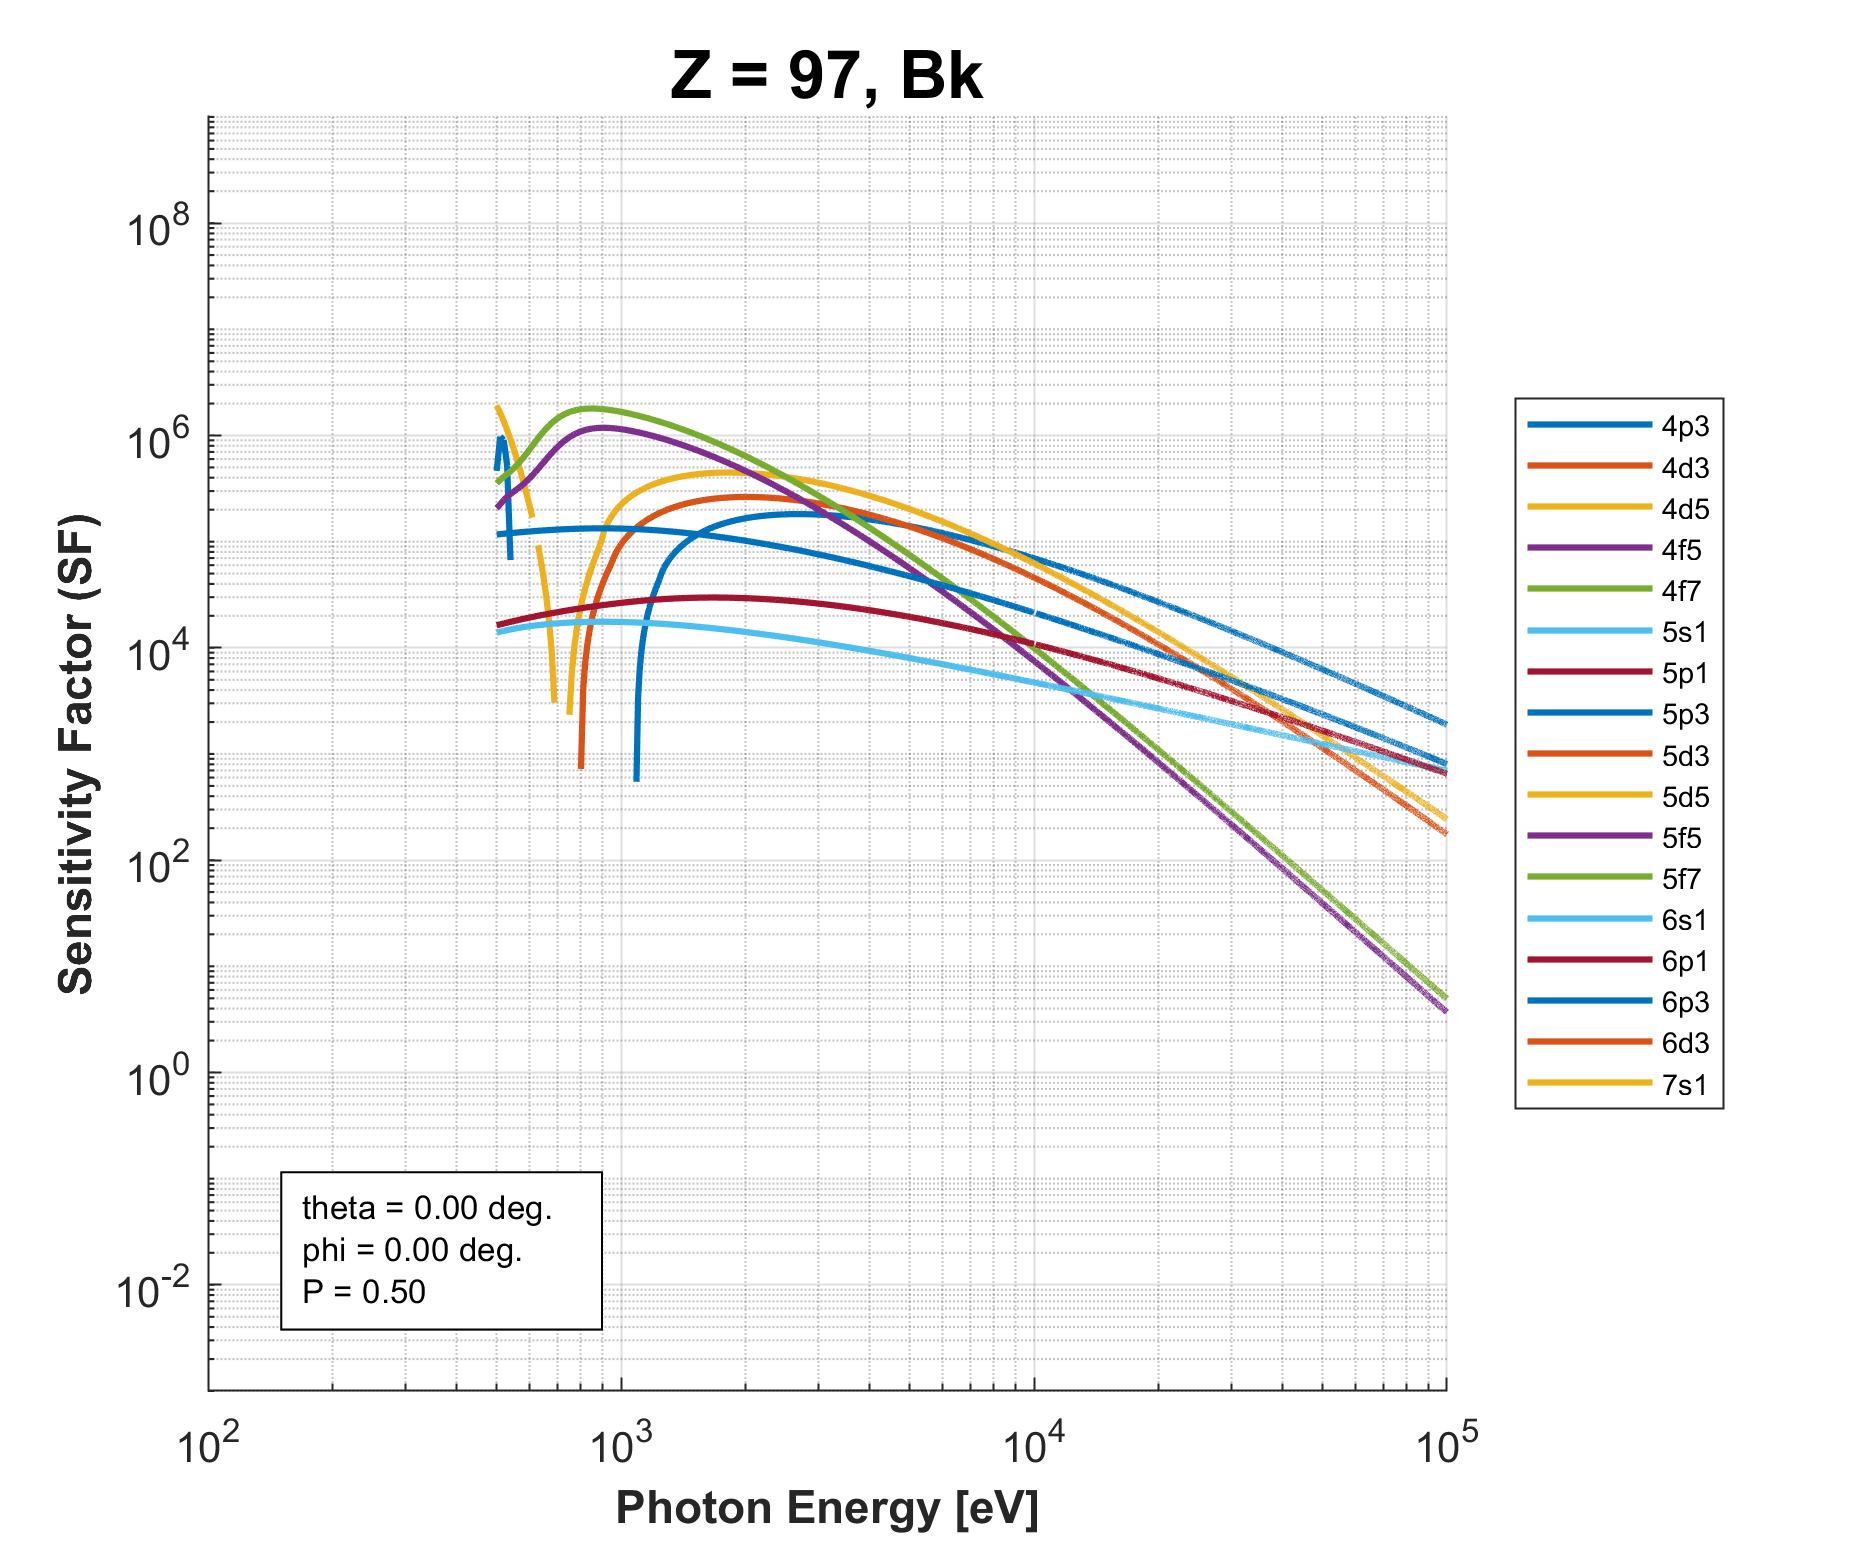 Z = 97, Bk
Sensitivity Factor (SF)
10^8
10^6
10^4
10^2
10^0
10^-2
10^2
10^3
10^4
10^5
Photon Energy [eV]
theta = 0.00 deg.
phi = 0.00 deg.
P = 0.50
4p3
4d3
4d5
4f5
4f7
5s1
5p1
5p3
5d3
5d5
5f5
5f7
6s1
6p1
6p3
6d3
7s1